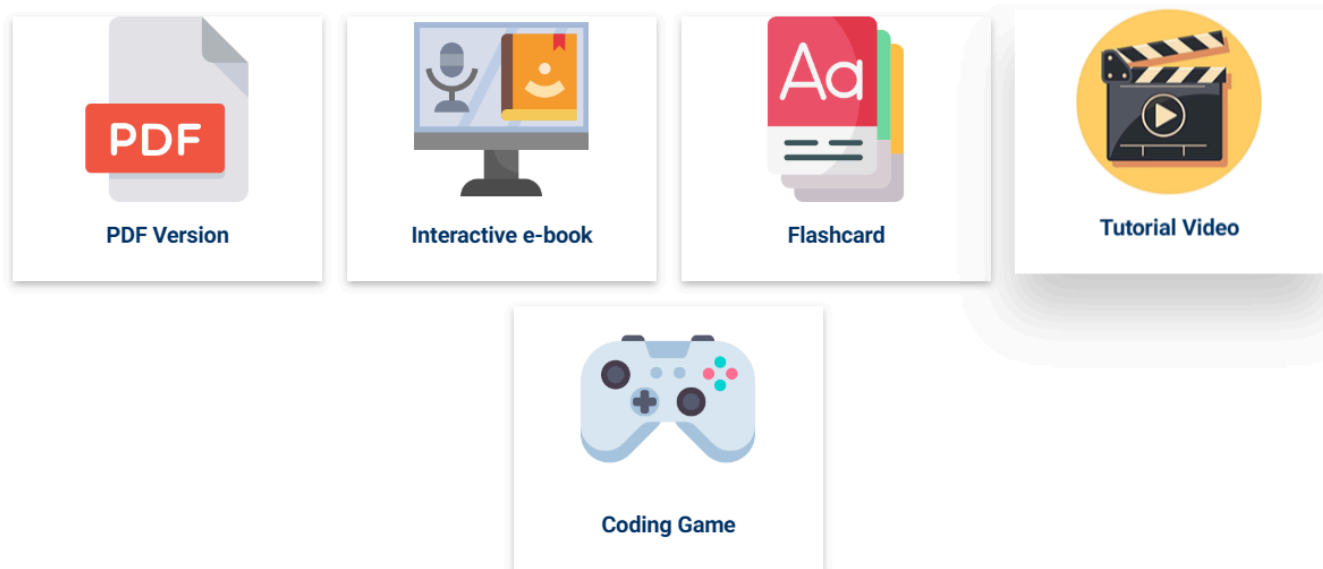 PDF
PDF Version
Interactive e-book
Aa
Flashcard
Tutorial Video
Coding Game